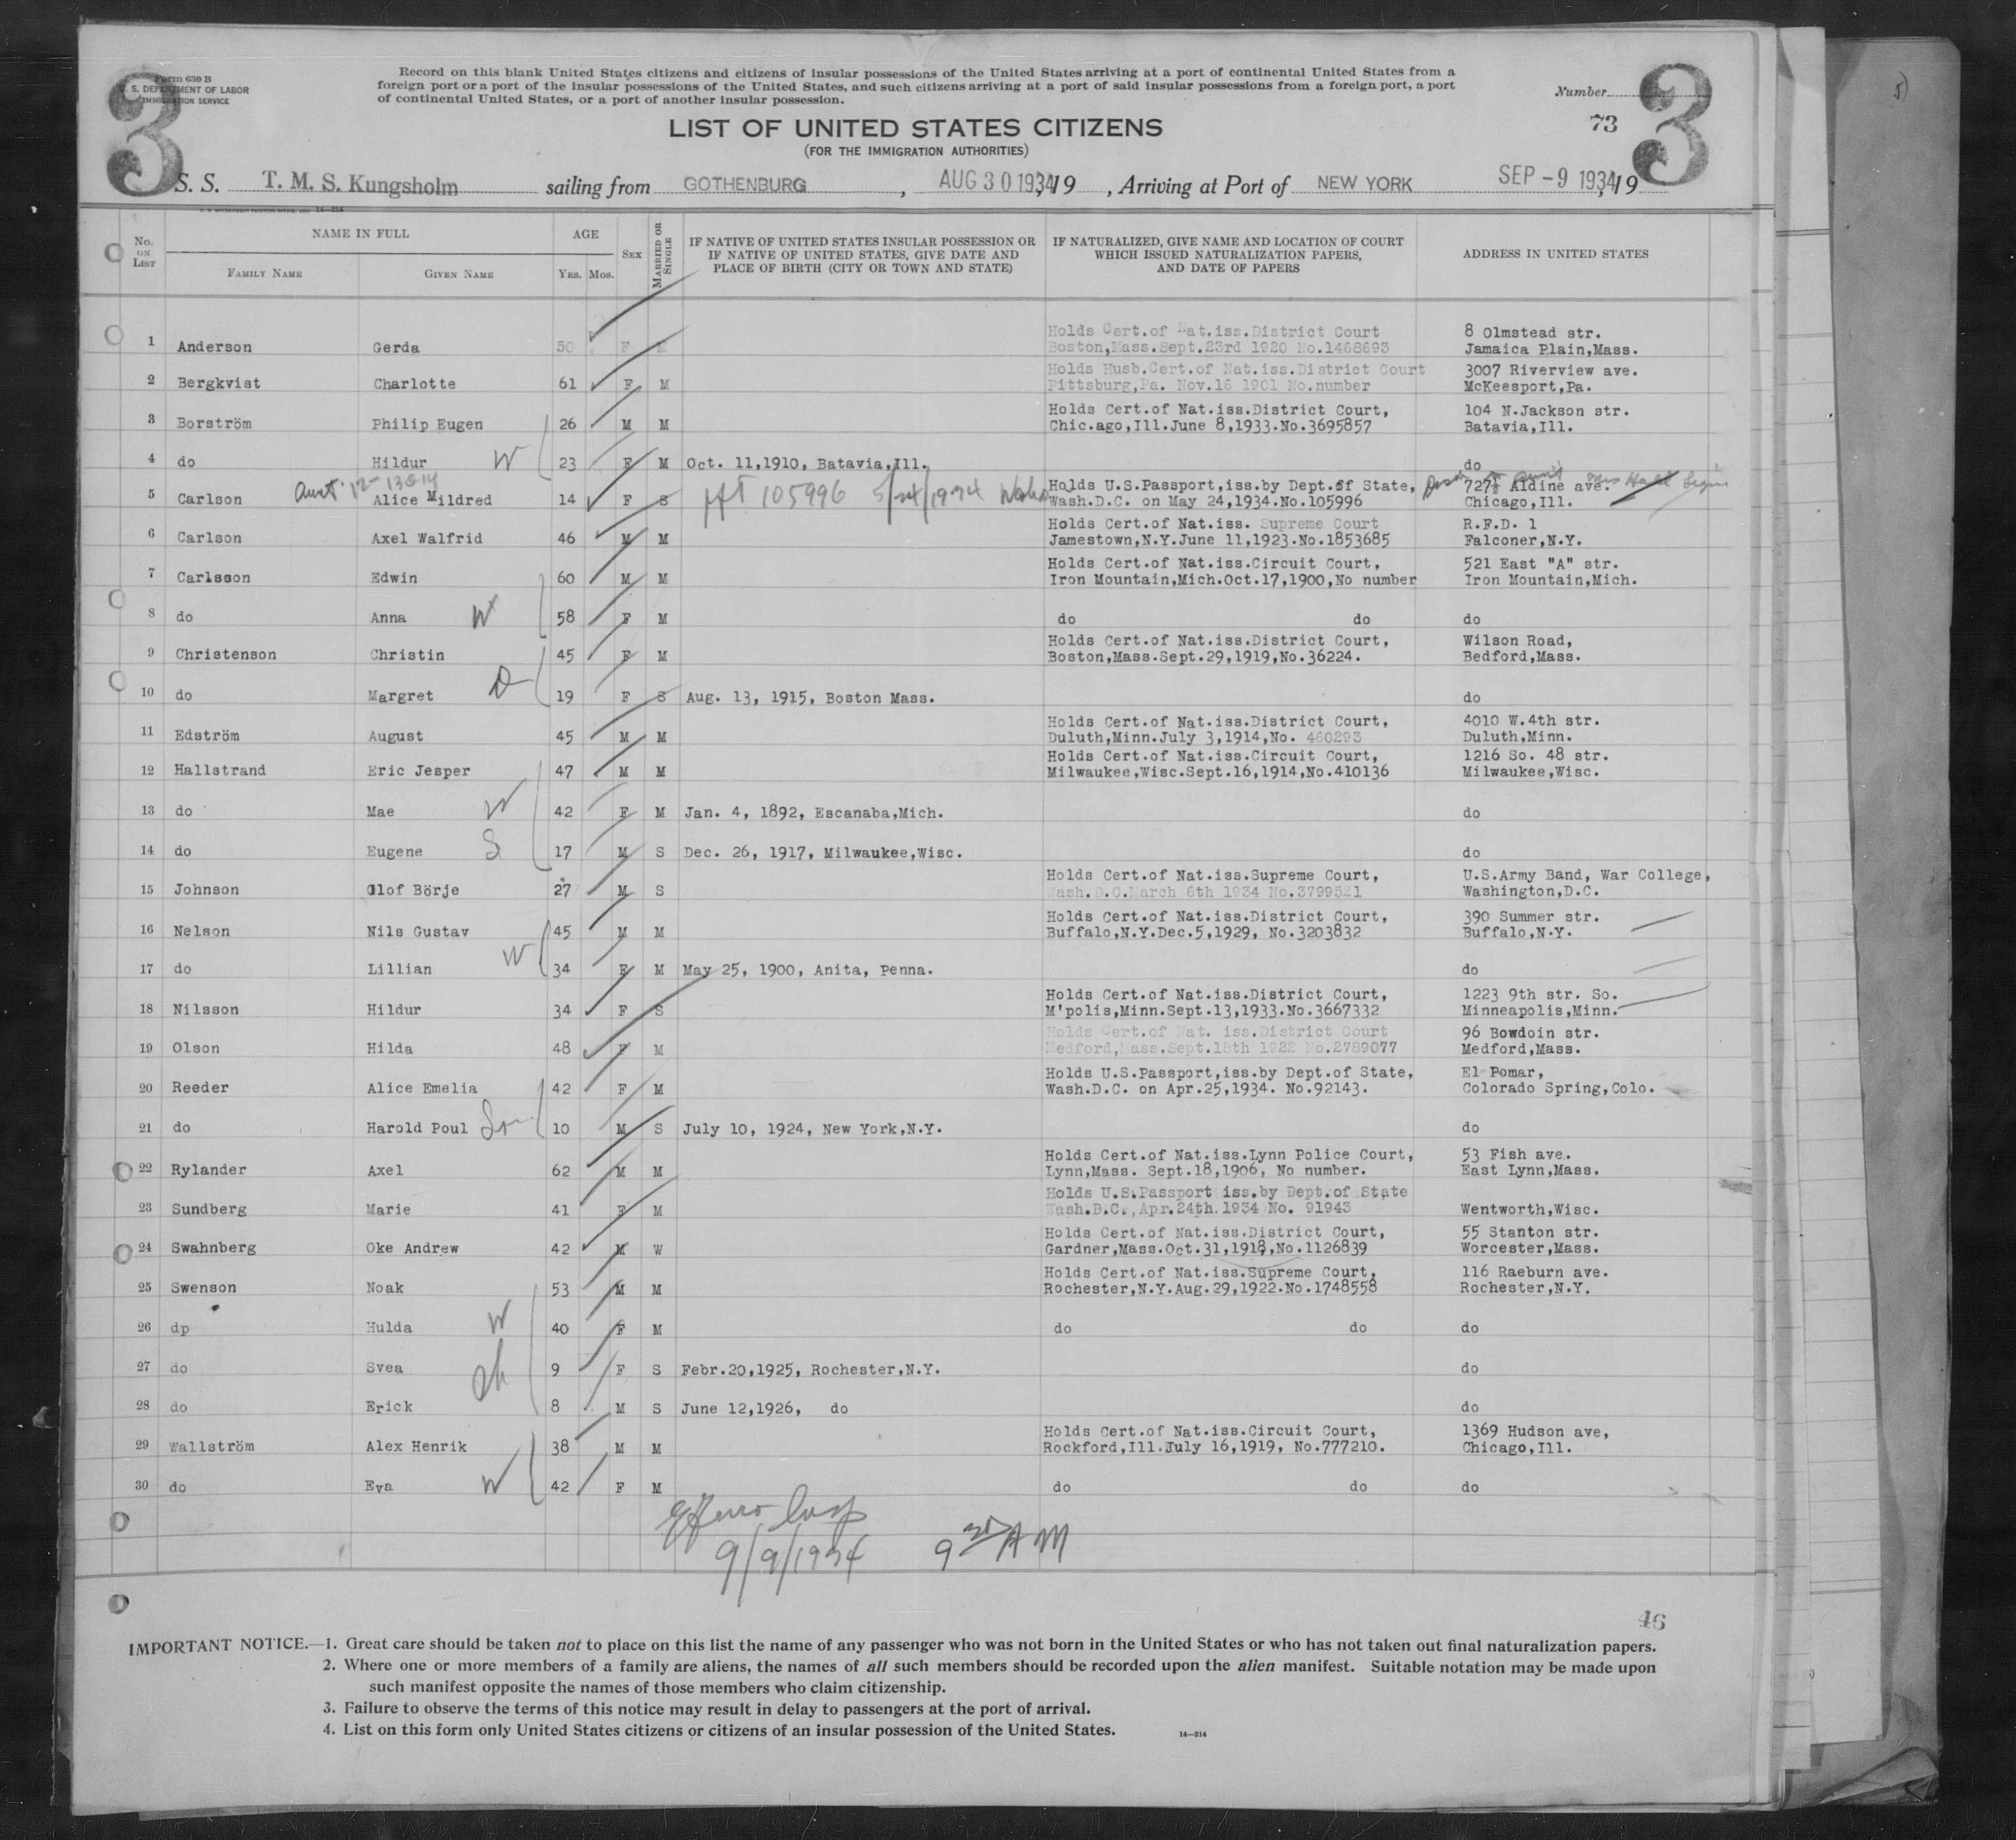 3
Form 630 B
U. S. DEPARTMENT OF LABOR
IMMIGRATION SERVICE
Record on this blank United States citizens and citizens of insular possessions of the United States arriving at a port of continental United States from a
foreign port or a port of the insular possessions of the United States, and such citizens arriving at a port of said insular possessions from a foreign port, a port
of continental United States, or a port of another insular possession.
Number
73
3
LIST OF UNITED STATES CITIZENS
(FOR THE IMMIGRATION AUTHORITIES)
S. S. T. M. S. Kungsholm sailing from GOTHENBURG, AUG 30 1934, 19 , Arriving at Port of NEW YORK SEP -9 1934, 19
No. ON LIST NAME IN FULL AGE SEX MARRIED OR SINGLE IF NATIVE OF UNITED STATES INSULAR POSSESSION OR IF NATIVE OF UNITED STATES, GIVE DATE AND PLACE OF BIRTH (CITY OR TOWN AND STATE) IF NATURALIZED, GIVE NAME AND LOCATION OF COURT WHICH ISSUED NATURALIZATION PAPERS, AND DATE OF PAPERS ADDRESS IN UNITED STATES
FAMILY NAME GIVEN NAME YRS. MOS.
Holds Cert.of Nat.iss.District Court 8 Olmstead str.
1 Anderson Gerda 50 F Boston,Mass.Sept.23rd 1920 No.1468693 Jamaica Plain,Mass.
Holds Husb.Cert.of Nat.iss.District Court 3007 Riverview ave.
2 Bergkvist Charlotte 61 F M Pittsburg,Pa. Nov.16 1901 No.number McKeesport,Pa.
Holds Cert.of Nat.iss.District Court, 104 N.Jackson str.
3 Borström Philip Eugen 26 M M Chic.ago,Ill.June 8,1933.No.3695857 Batavia,Ill.
4 do Hildur W 23 F M Oct. 11,1910, Batavia,Ill. do
Holds U.S.Passport,iss.by Dept.of State, 727½ Aldine ave.
5 Carlson Alice Mildred 14 F S 105996 5/24/1934 Wash.D.C. on May 24,1934.No.105996 Chicago,Ill.
Holds Cert.of Nat.iss. Supreme Court R.F.D. 1
6 Carlson Axel Walfrid 46 M M Jamestown,N.Y.June 11,1923.No.1853685 Falconer,N.Y.
Holds Cert.of Nat.iss.Circuit Court, 521 East "A" str.
7 Carlsson Edwin 60 M M Iron Mountain,Mich.Oct.17,1900,No number Iron Mountain,Mich.
8 do Anna W 58 F M do do do
Holds Cert.of Nat.iss.District Court, Wilson Road,
9 Christenson Christin 45 F M Boston,Mass.Sept.29,1919,No.36224. Bedford,Mass.
10 do Margret D 19 F S Aug. 13, 1915, Boston Mass. do
Holds Cert.of Nat.iss.District Court, 4010 W.4th str.
11 Edström August 45 M M Duluth,Minn.July 3,1914,No. 460293 Duluth,Minn.
Holds Cert.of Nat.iss.Circuit Court, 1216 So. 48 str.
12 Hallstrand Eric Jesper 47 M M Milwaukee,Wisc.Sept.16,1914,No.410136 Milwaukee,Wisc.
13 do Mae W 42 F M Jan. 4, 1892, Escanaba,Mich. do
14 do Eugene S 17 M S Dec. 26, 1917, Milwaukee,Wisc. do
Holds Cert.of Nat.iss.Supreme Court, U.S.Army Band, War College,
15 Johnson Olof Börje 27 M S Wash.D.C.March 6th 1934 No.3799521 Washington,D.C.
Holds Cert.of Nat.iss.District Court, 390 Summer str.
16 Nelson Nils Gustav 45 M M Buffalo,N.Y.Dec.5,1929, No.3203832 Buffalo,N.Y.
17 do Lillian W 34 F M May 25, 1900, Anita, Penna. do
Holds Cert.of Nat.iss.District Court, 1223 9th str. So.
18 Nilsson Hildur 34 F S M'polis,Minn.Sept.13,1933.No.3667332 Minneapolis,Minn.
Holds Cert.of Nat. iss.District Court 96 Bowdoin str.
19 Olson Hilda 48 F M Medford,Mass.Sept.18th 1922 No.2789077 Medford,Mass.
Holds U.S.Passport,iss.by Dept.of State, El Pomar,
20 Reeder Alice Emelia 42 F M Wash.D.C. on Apr.25,1934. No.92143. Colorado Spring,Colo.
21 do Harold Poul Son 10 M S July 10, 1924, New York,N.Y. do
Holds Cert.of Nat.iss.Lynn Police Court, 53 Fish ave.
22 Rylander Axel 62 M M Lynn,Mass. Sept.18,1906, No number. East Lynn,Mass.
Holds U.S.Passport iss.by Dept.of State
23 Sundberg Marie 41 F M Wash.D.C.,Apr.24th 1934 No. 91943 Wentworth,Wisc.
Holds Cert.of Nat.iss.District Court, 55 Stanton str.
24 Swahnberg Oke Andrew 42 M W Gardner,Mass.Oct.31,1918,No.1126839 Worcester,Mass.
Holds Cert.of Nat.iss.Supreme Court, 116 Raeburn ave.
25 Swenson Noak 53 M M Rochester,N.Y.Aug.29,1922.No.1748558 Rochester,N.Y.
26 dp Hulda W 40 F M do do do
27 do Svea ch 9 F S Febr.20,1925, Rochester,N.Y. do
28 do Erick 8 M S June 12,1926, do do
Holds Cert.of Nat.iss.Circuit Court, 1369 Hudson ave,
29 Wallström Alex Henrik 38 M M Rockford,Ill.July 16,1919, No.777210. Chicago,Ill.
30 do Eva W 42 F M do do do
9/9/1934 9 30 AM
46
IMPORTANT NOTICE.—1. Great care should be taken not to place on this list the name of any passenger who was not born in the United States or who has not taken out final naturalization papers.
2. Where one or more members of a family are aliens, the names of all such members should be recorded upon the alien manifest. Suitable notation may be made upon
such manifest opposite the names of those members who claim citizenship.
3. Failure to observe the terms of this notice may result in delay to passengers at the port of arrival.
4. List on this form only United States citizens or citizens of an insular possession of the United States.
14—214